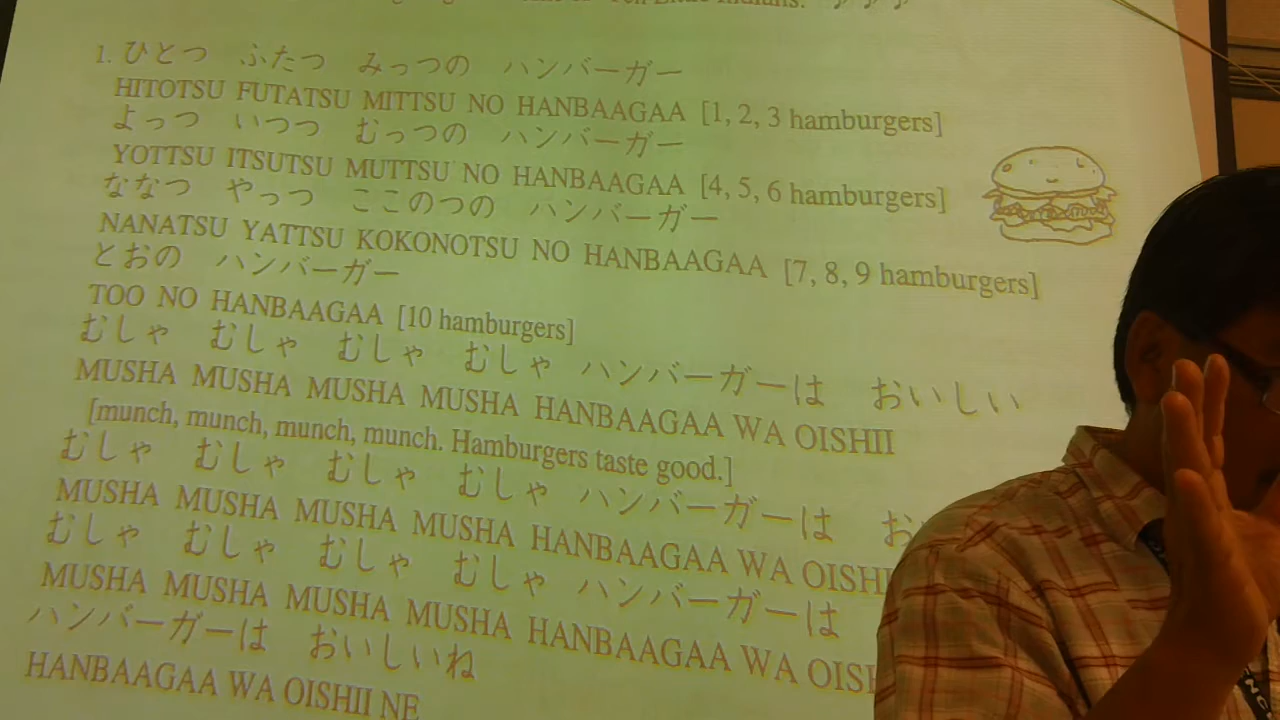 Indians.
1. ひとつ ふたつ みっつの ハンバーガー
HITOTSU FUTATSU MITTSU NO HANBAAGAA [1, 2, 3 hamburgers]
よっつ いつつ むっつの ハンバーガー
YOTTSU ITSUTSU MUTTSU NO HANBAAGAA [4, 5, 6 hamburgers]
ななつ やっつ ここのつの ハンバーガー
NANATSU YATTSU KOKONOTSU NO HANBAAGAA [7, 8, 9 hamburgers]
とおの ハンバーガー
TOO NO HANBAAGAA [10 hamburgers]
むしゃ むしゃ むしゃ むしゃ ハンバーガーは おいしい
MUSHA MUSHA MUSHA MUSHA HANBAAGAA WA OISHII
[munch, munch, munch, munch. Hamburgers taste good.]
むしゃ むしゃ むしゃ むしゃ ハンバーガーは お
MUSHA MUSHA MUSHA MUSHA HANBAAGAA WA OISHI
むしゃ むしゃ むしゃ むしゃ ハンバーガーは
MUSHA MUSHA MUSHA MUSHA HANBAAGAA WA OISH
ハンバーガーは おいしいね
HANBAAGAA WA OISHII NE